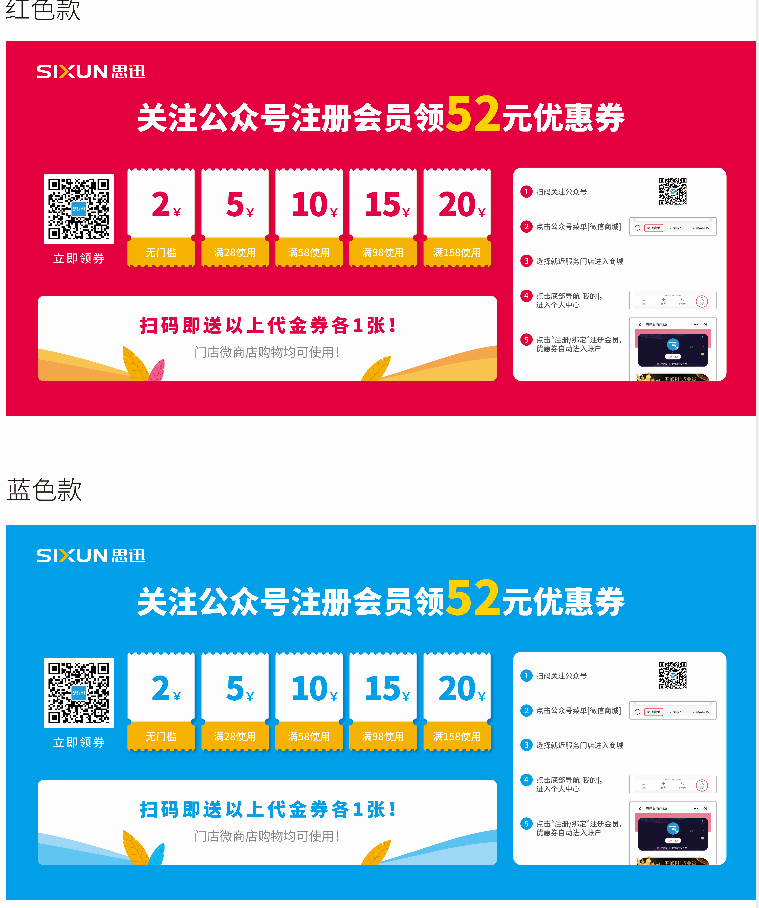 红色款
SIXUN思迅
关注公众号注册会员领52元优惠券
2¥
5¥
10¥
15¥
20¥
无门槛
满28使用
满58使用
满98使用
满158使用
立即领券
扫码即送以上代金券各1张！
门店微商店购物均可使用！
1 扫码关注公众号
2 点击公众号菜单[微信商城]
3 选择就近服务门店进入商城
4 点击底部导航“我的”，
进入个人中心
5 点击“注册/绑定”注册会员，
优惠券自动进入账户
蓝色款
SIXUN思迅
关注公众号注册会员领52元优惠券
2¥
5¥
10¥
15¥
20¥
无门槛
满28使用
满58使用
满98使用
满158使用
立即领券
扫码即送以上代金券各1张！
门店微商店购物均可使用！
1 扫码关注公众号
2 点击公众号菜单[微信商城]
3 选择就近服务门店进入商城
4 点击底部导航“我的”，
进入个人中心
5 点击“注册/绑定”注册会员，
优惠券自动进入账户